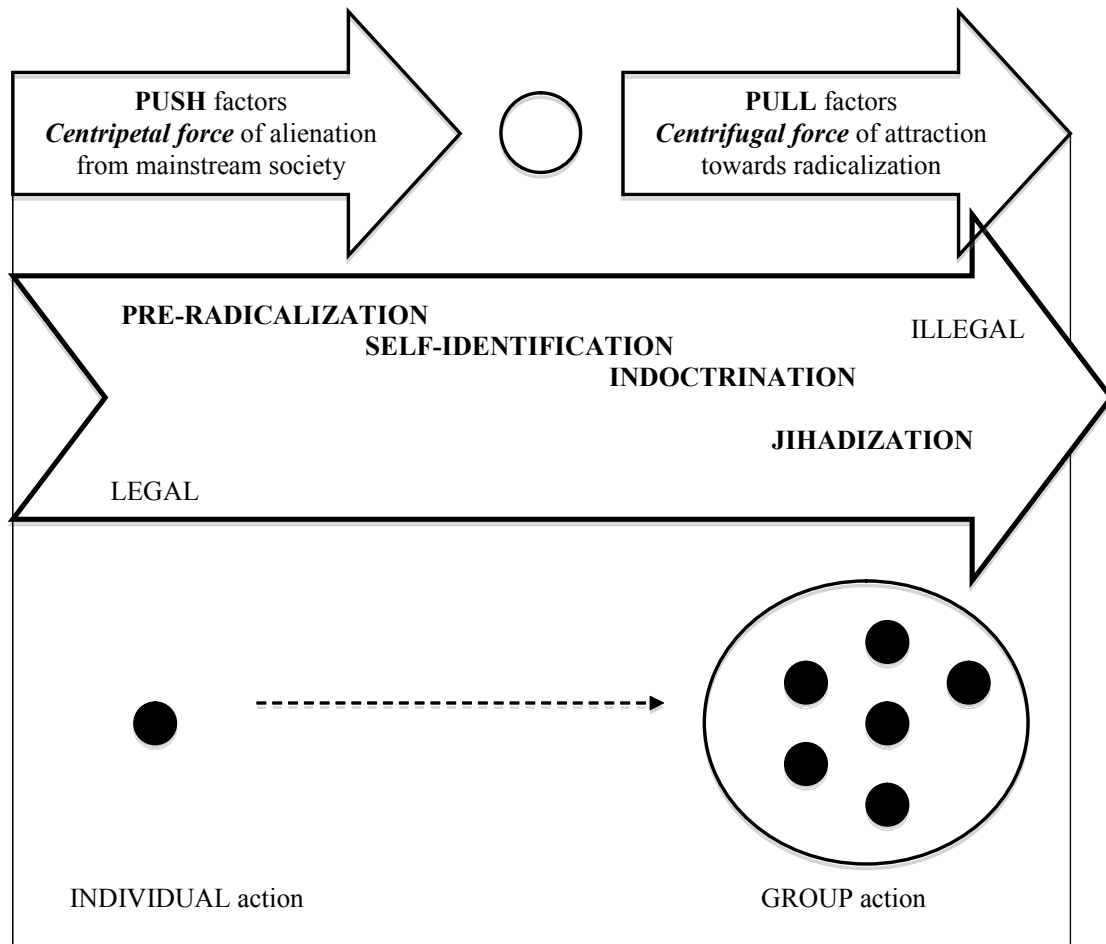 PUSH factors
Centripetal force of alienation
from mainstream society
PULL factors
Centrifugal force of attraction
towards radicalization
PRE-RADICALIZATION
ILLEGAL
SELF-IDENTIFICATION
INDOCTRINATION
JIHADIZATION
LEGAL
INDIVIDUAL action
GROUP action